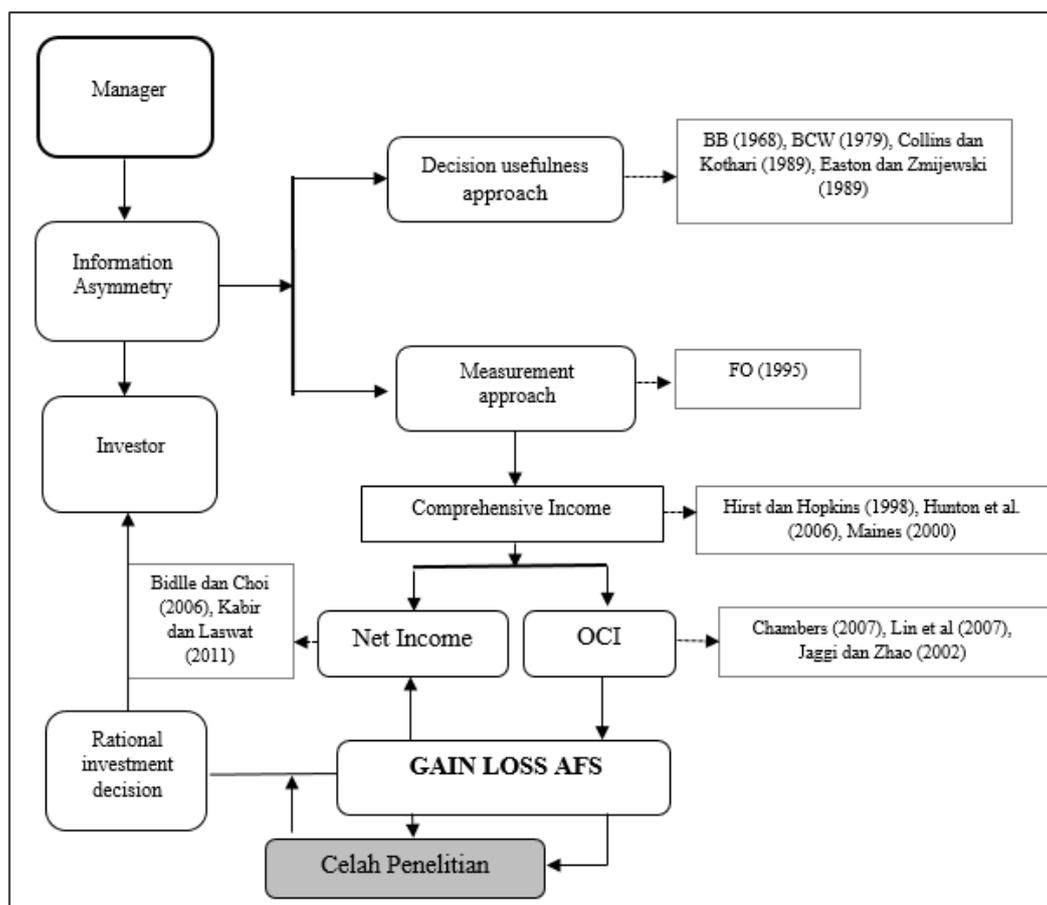 Manager
BB (1968), BCW (1979), Collins dan
Kothari (1989), Easton dan Zmijewski
(1989)
Decision usefulness
approach
Information
Asymmetry
Measurement
approach
FO (1995)
Investor
Comprehensive Income
Hirst dan Hopkins (1998), Hunton et al.
(2006), Maines (2000)
Bidlle dan Choi
(2006), Kabir
dan Laswat
(2011)
Net Income
OCI
Chambers (2007), Lin et al (2007),
Jaggi dan Zhao (2002)
Rational
investment
decision
GAIN LOSS AFS
Celah Penelitian